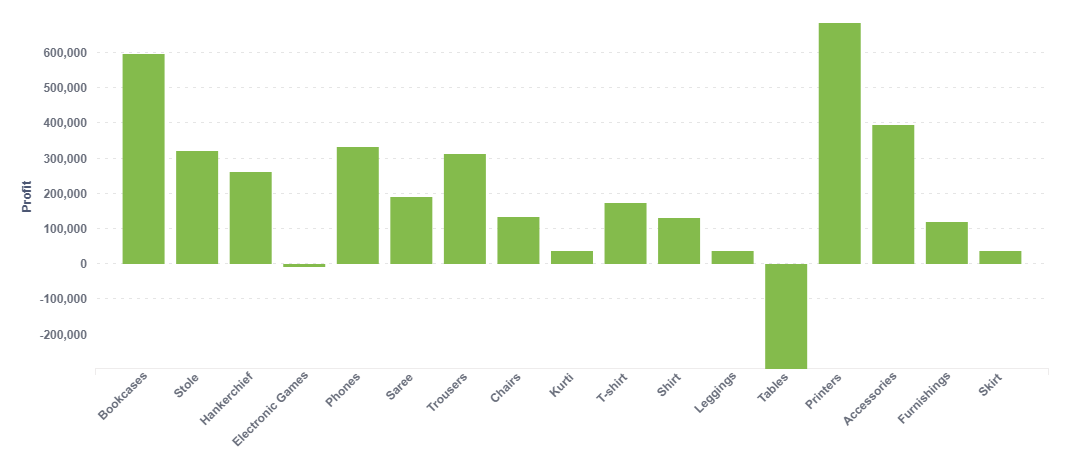 600,000
500,000
400,000
300,000
200,000
100,000
0
-100,000
-200,000
Profit
Bookcases
Stole
Hankerchief
Electronic Games
Phones
Saree
Trousers
Chairs
Kurti
T-shirt
Shirt
Leggings
Tables
Printers
Accessories
Furnishings
Skirt